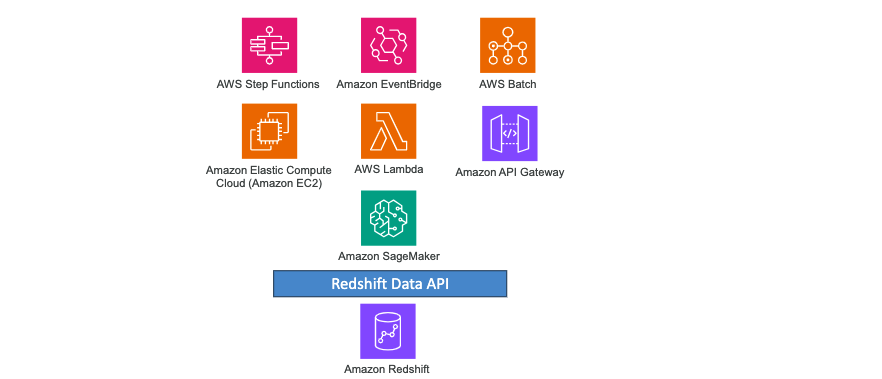 AWS Step Functions
Amazon EventBridge
AWS Batch
Amazon Elastic Compute
Cloud (Amazon EC2)
AWS Lambda
Amazon API Gateway
Amazon SageMaker
Redshift Data API
Amazon Redshift